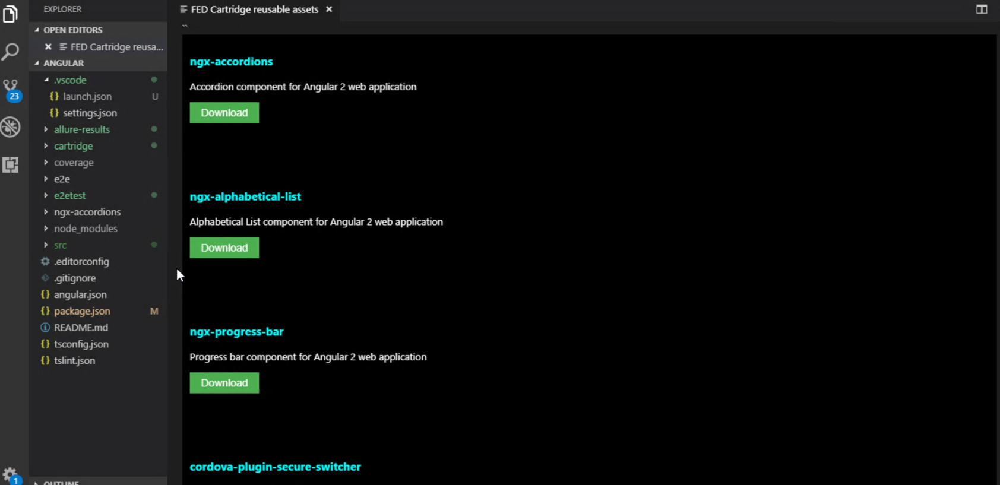 EXPLORER
OPEN EDITORS
FED Cartridge reusa...
ANGULAR
.vscode
launch.json U
settings.json
allure-results
cartridge
coverage
e2e
e2etest
ngx-accordions
node_modules
src
.editorconfig
.gitignore
angular.json
package.json M
README.md
tsconfig.json
tslint.json
OUTLINE
23
1
FED Cartridge reusable assets
``
ngx-accordions
Accordion component for Angular 2 web application
Download
ngx-alphabetical-list
Alphabetical List component for Angular 2 web application
Download
ngx-progress-bar
Progress bar component for Angular 2 web application
Download
cordova-plugin-secure-switcher